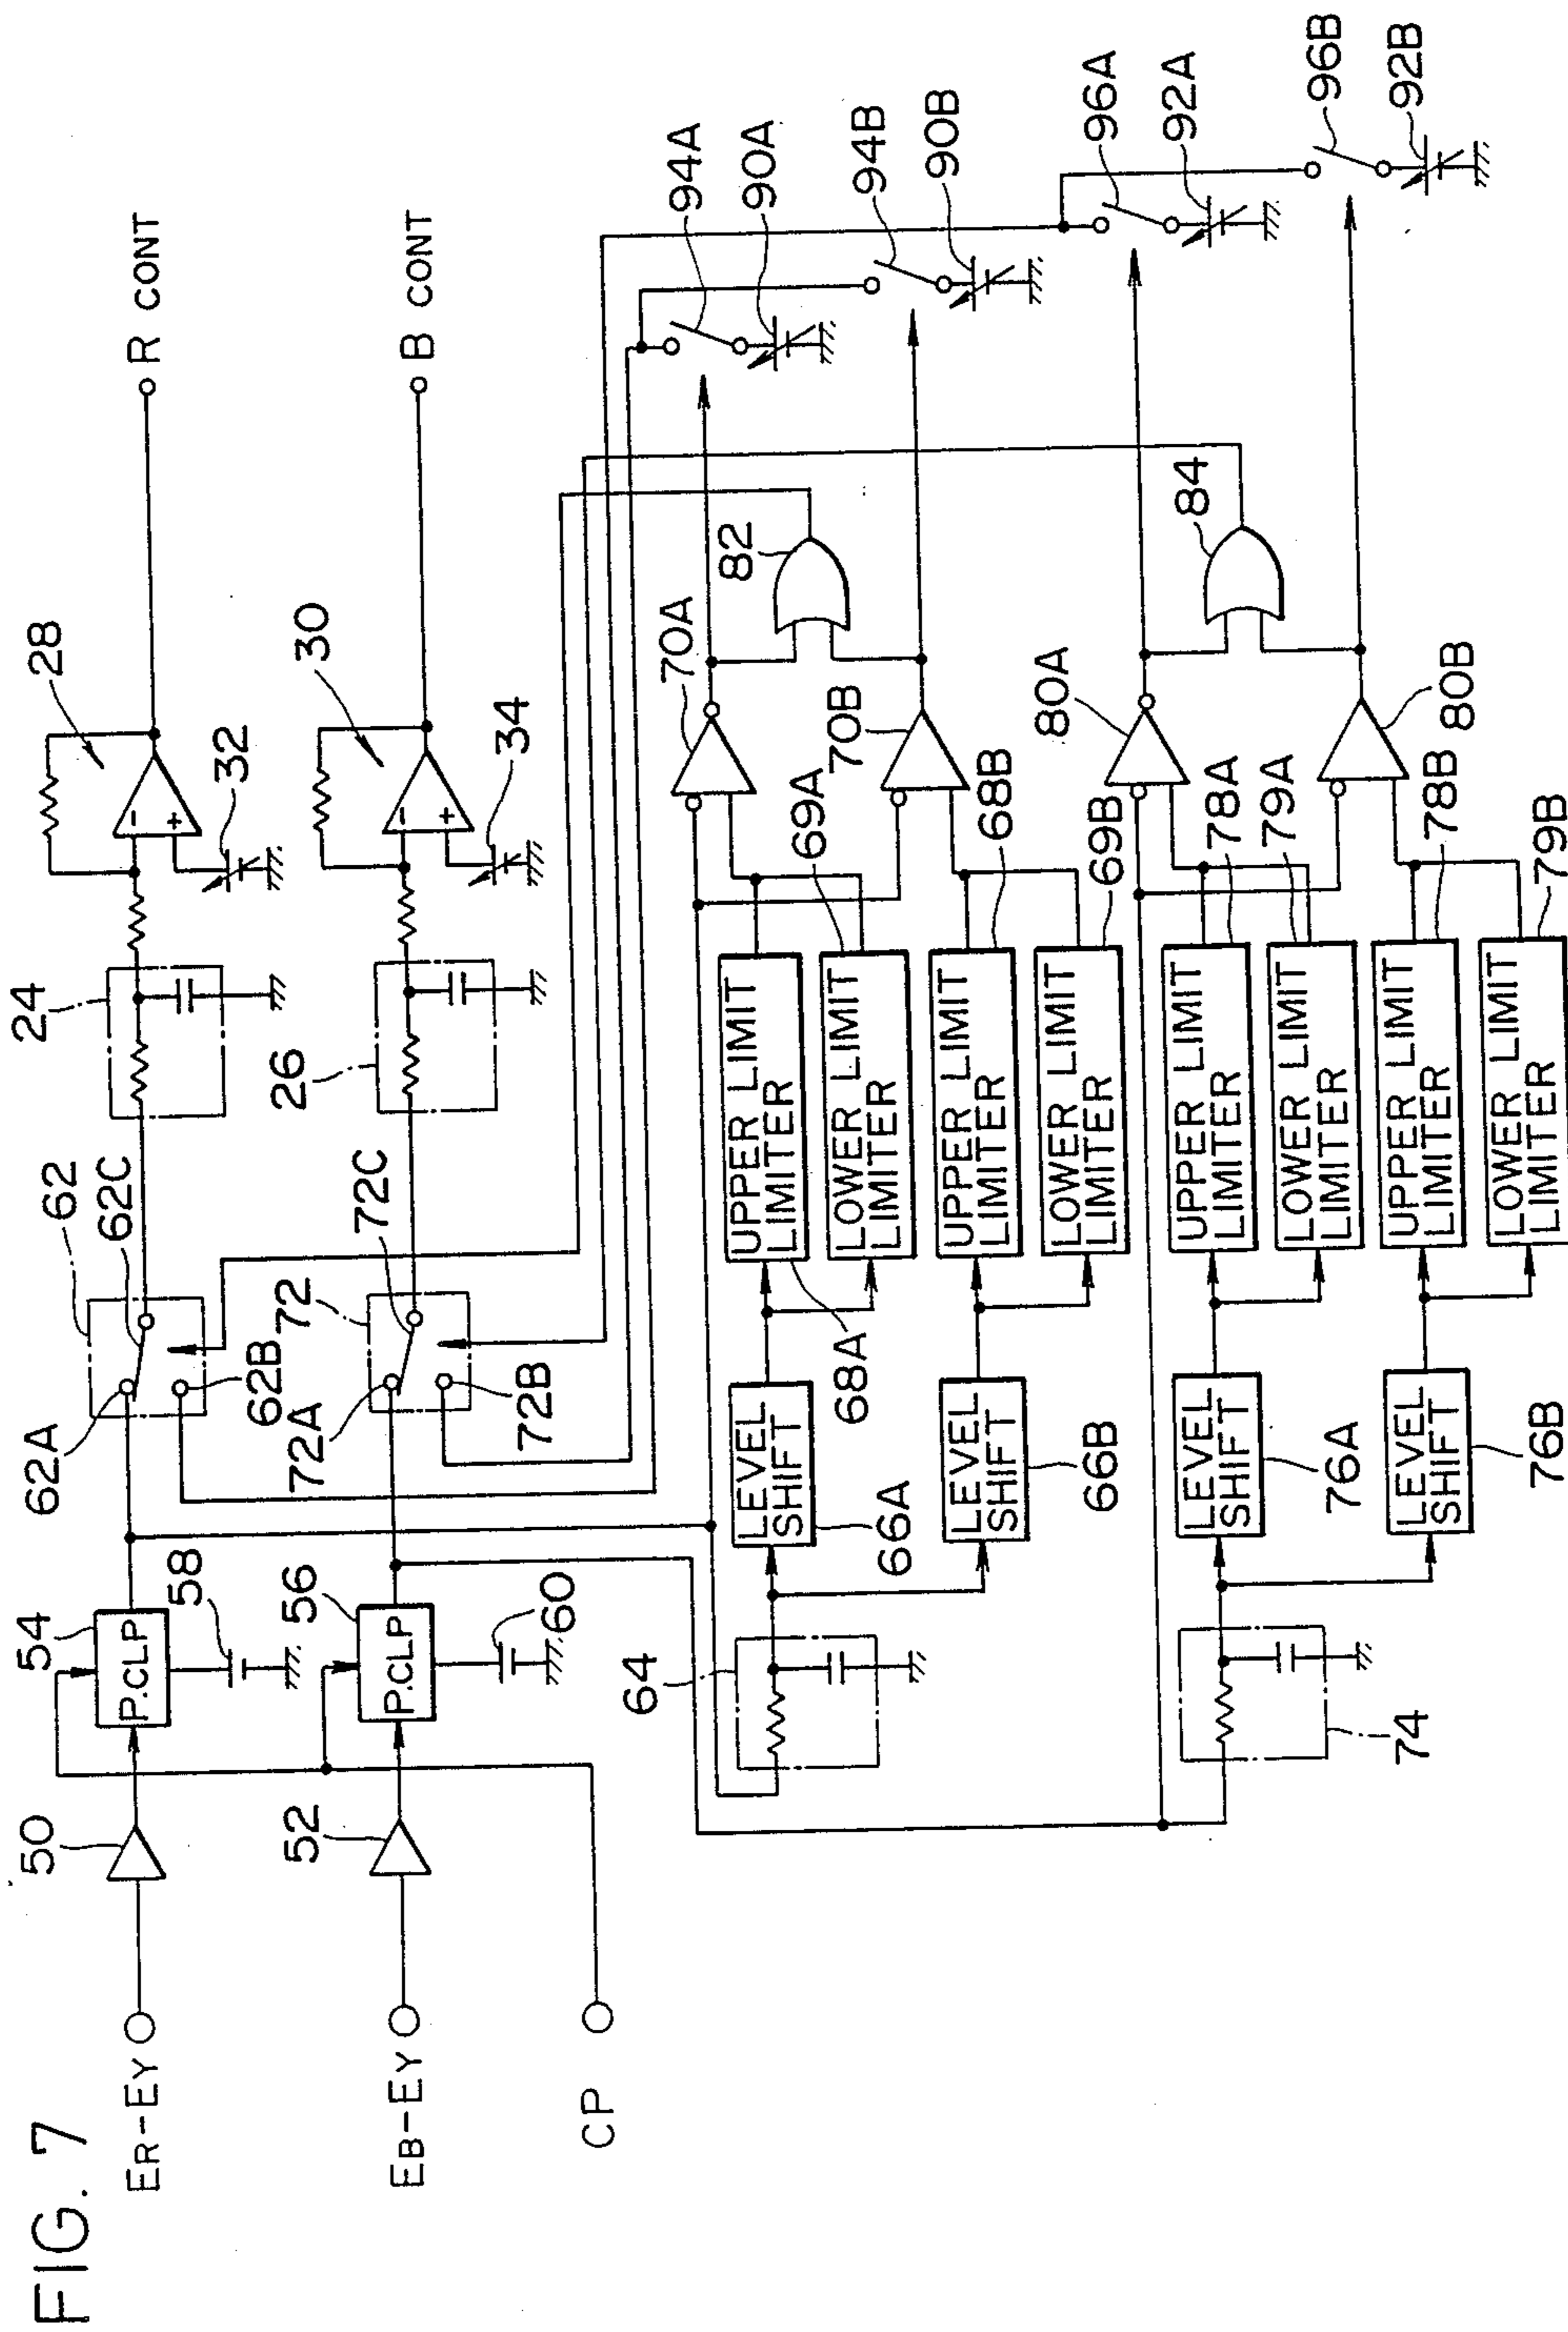 FIG. 7
ER-EY
50
54
P.CLP
58
62A
62
62C
62B
24
28
32
R CONT
EB-EY
52
56
P.CLP
60
72A
72
72C
72B
26
30
34
B CONT
CP
64
LEVEL
SHIFT
66A
UPPER LIMIT
LIMITER
68A
LOWER LIMIT
LIMITER
69A
70A
82
94A
90A
LEVEL
SHIFT
66B
UPPER LIMIT
LIMITER
68B
LOWER LIMIT
LIMITER
69B
70B
94B
90B
74
LEVEL
SHIFT
76A
UPPER LIMIT
LIMITER
78A
LOWER LIMIT
LIMITER
79A
80A
84
96A
92A
LEVEL
SHIFT
76B
UPPER LIMIT
LIMITER
78B
LOWER LIMIT
LIMITER
79B
80B
96B
92B
-
+
-
+